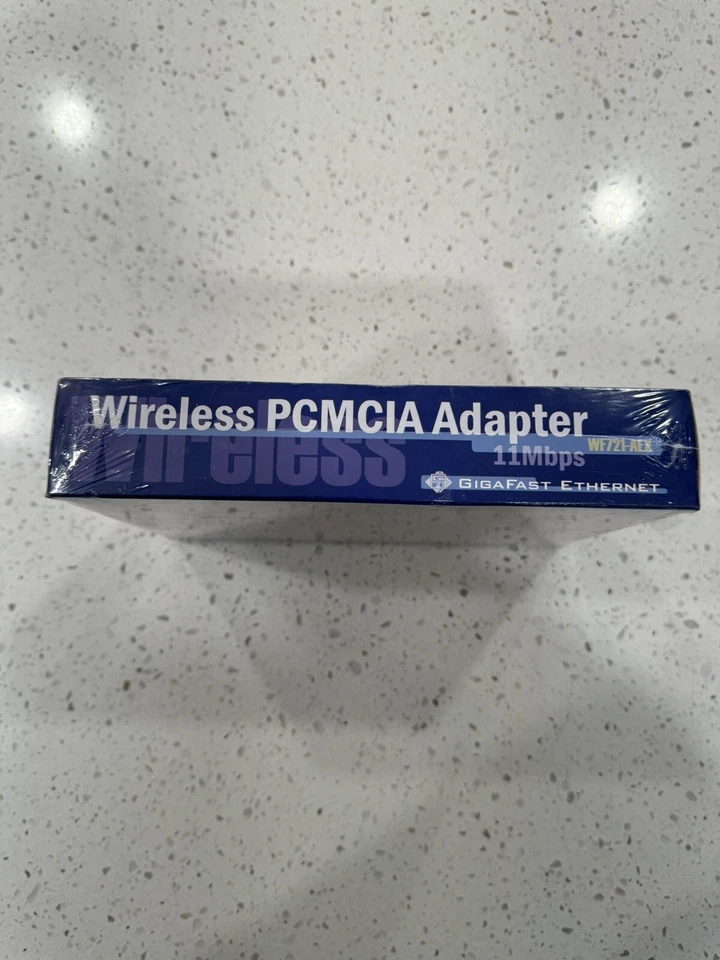 Wireless PCMCIA Adapter
Wireless
WF721-AEX
11Mbps
GIGAFAST ETHERNET